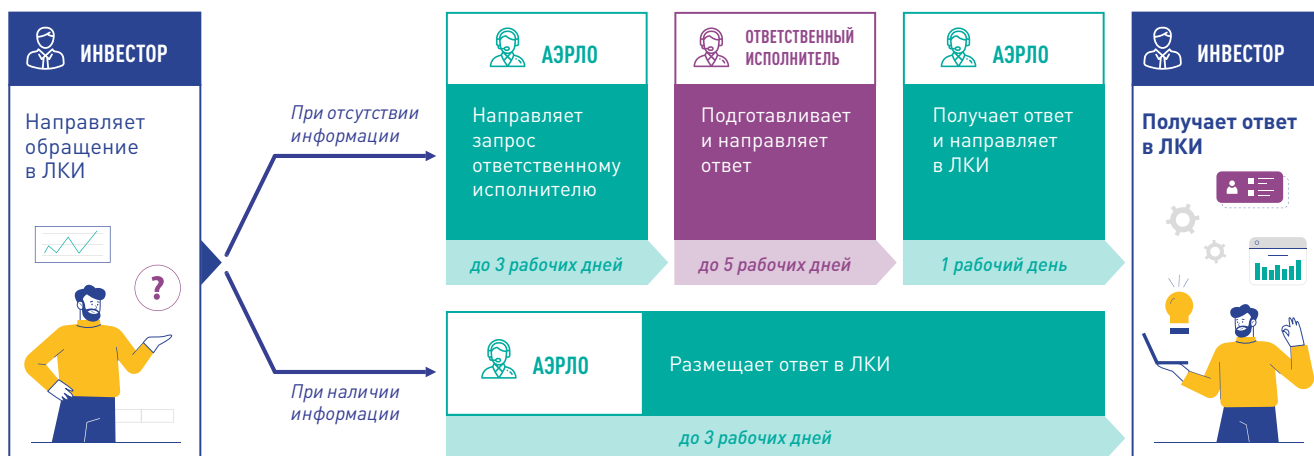 ИНВЕСТОР
Направляет
обращение
в ЛКИ
?
При отсутствии
информации
АЭРЛО
Направляет
запрос
ответственному
исполнителю
до 3 рабочих дней
ОТВЕТСТВЕННЫЙ
ИСПОЛНИТЕЛЬ
Подготавливает
и направляет
ответ
до 5 рабочих дней
АЭРЛО
Получает ответ
и направляет
в ЛКИ
1 рабочий день
При наличии
информации
АЭРЛО
Размещает ответ в ЛКИ
до 3 рабочих дней
ИНВЕСТОР
Получает ответ
в ЛКИ